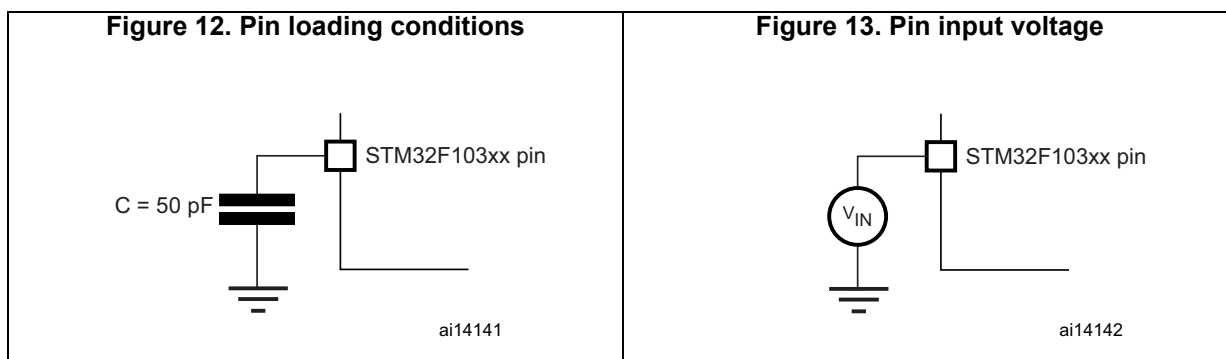 Figure 12. Pin loading conditions
STM32F103xx pin
C = 50 pF
ai14141
Figure 13. Pin input voltage
STM32F103xx pin
VIN
ai14142